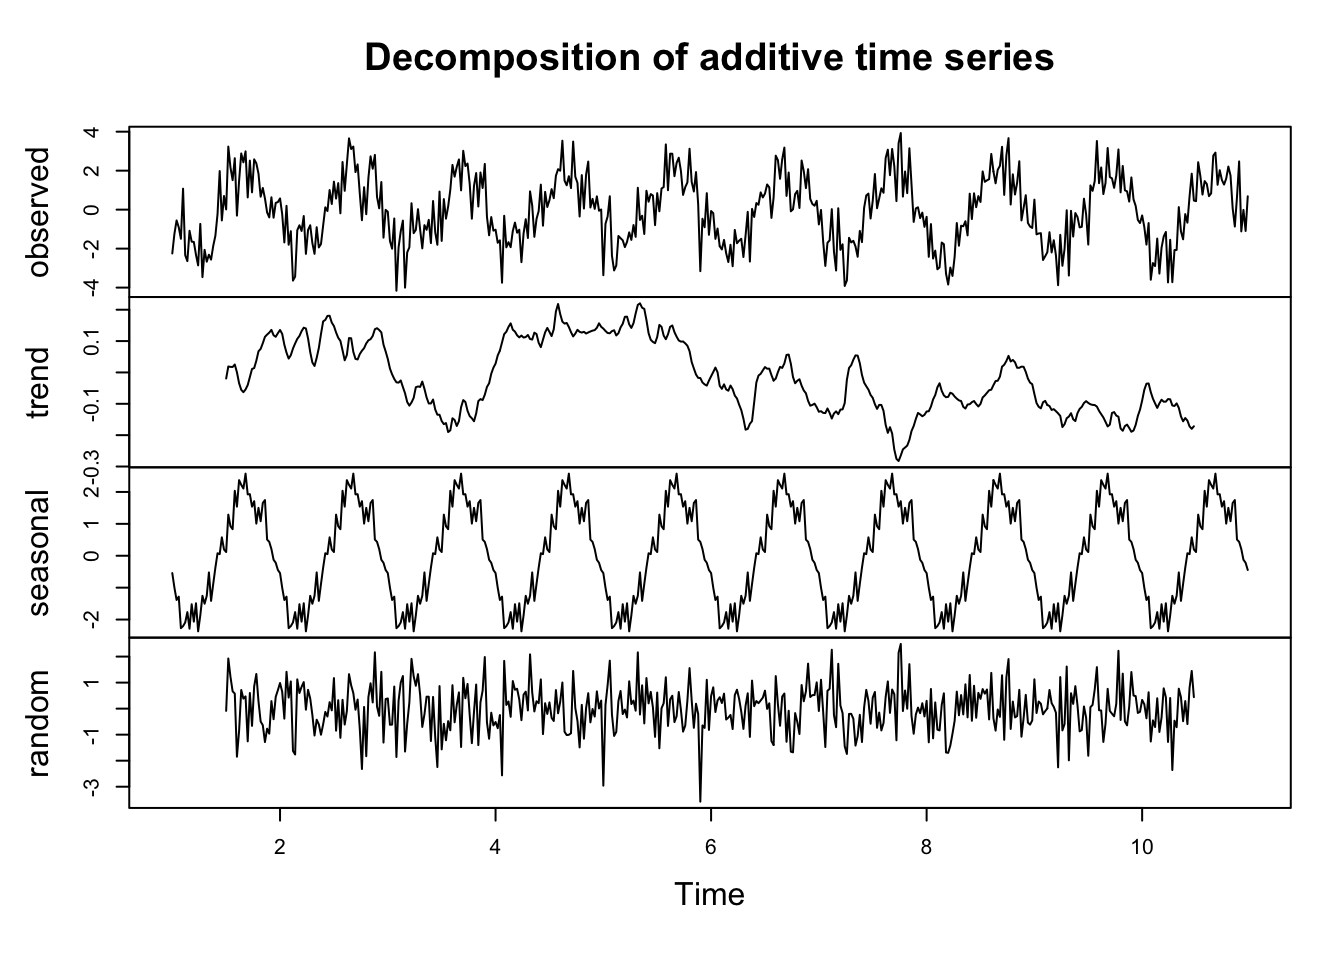 Decomposition of additive time series
observed
4
2
0
-2
-4
trend
0.1
-0.1
-0.3
seasonal
2
1
0
-2
random
1
-1
-3
2 4 6 8 10
Time